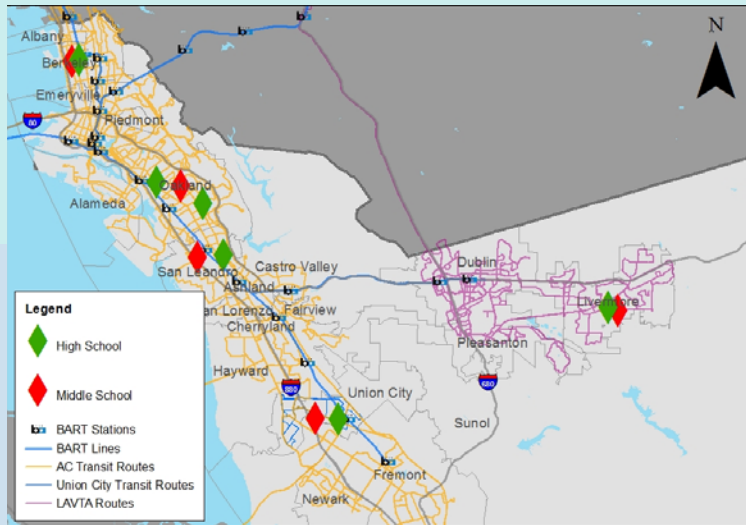 Albany
Berkeley
Emeryville
80
Piedmont
N
Oakland
Alameda
San Leandro
Castro Valley
Ashland
San Lorenzo
Fairview
Cherryland
Dublin
Livermore
Pleasanton
Hayward
880
680
Union City
Sunol
Fremont
Newark
Legend
High School
Middle School
ba BART Stations
BART Lines
AC Transit Routes
Union City Transit Routes
LAVTA Routes